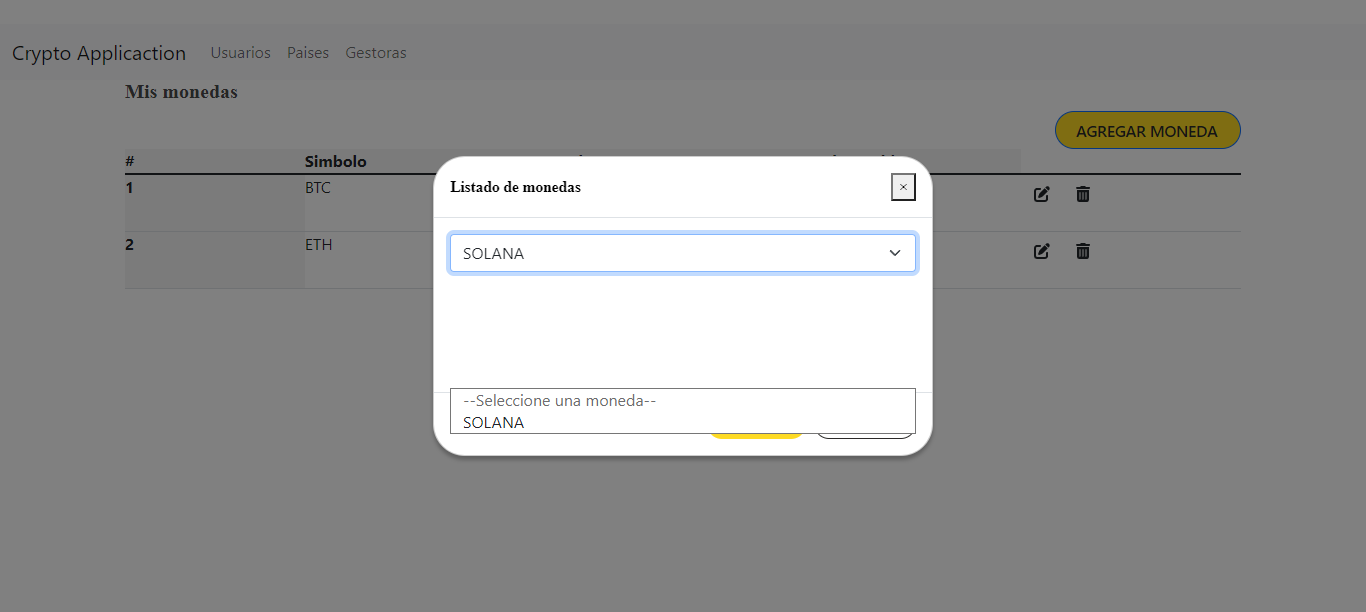 Crypto Applicaction Usuarios Paises Gestoras
Mis monedas
AGREGAR MONEDA
# Simbolo
1 BTC
2 ETH
Listado de monedas
×
SOLANA
--Seleccione una moneda--
SOLANA